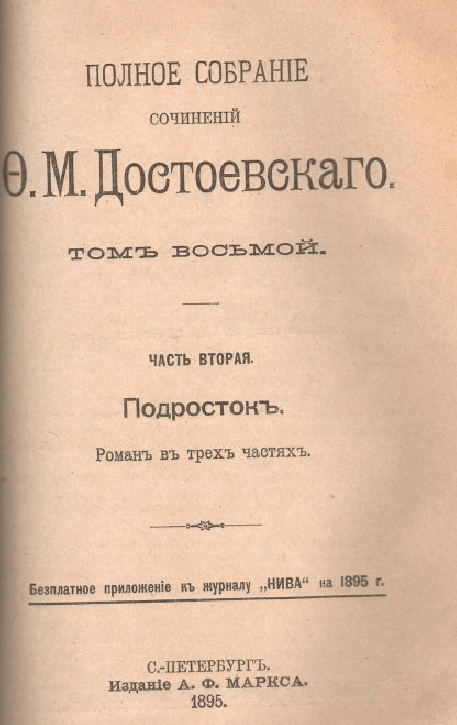 ПОЛНОЕ СОБРАНІЕ
СОЧИНЕНІЙ
Ѳ. М. Достоевскаго.
ТОМЪ ВОСЬМОЙ.
ЧАСТЬ ВТОРАЯ.
Подростокъ.
Романъ въ трехъ частяхъ.
Безплатное приложеніе къ журналу „НИВА“ на 1895 г.
С.-ПЕТЕРБУРГЪ.
Изданіе А. Ф. МАРКСА.
1895.